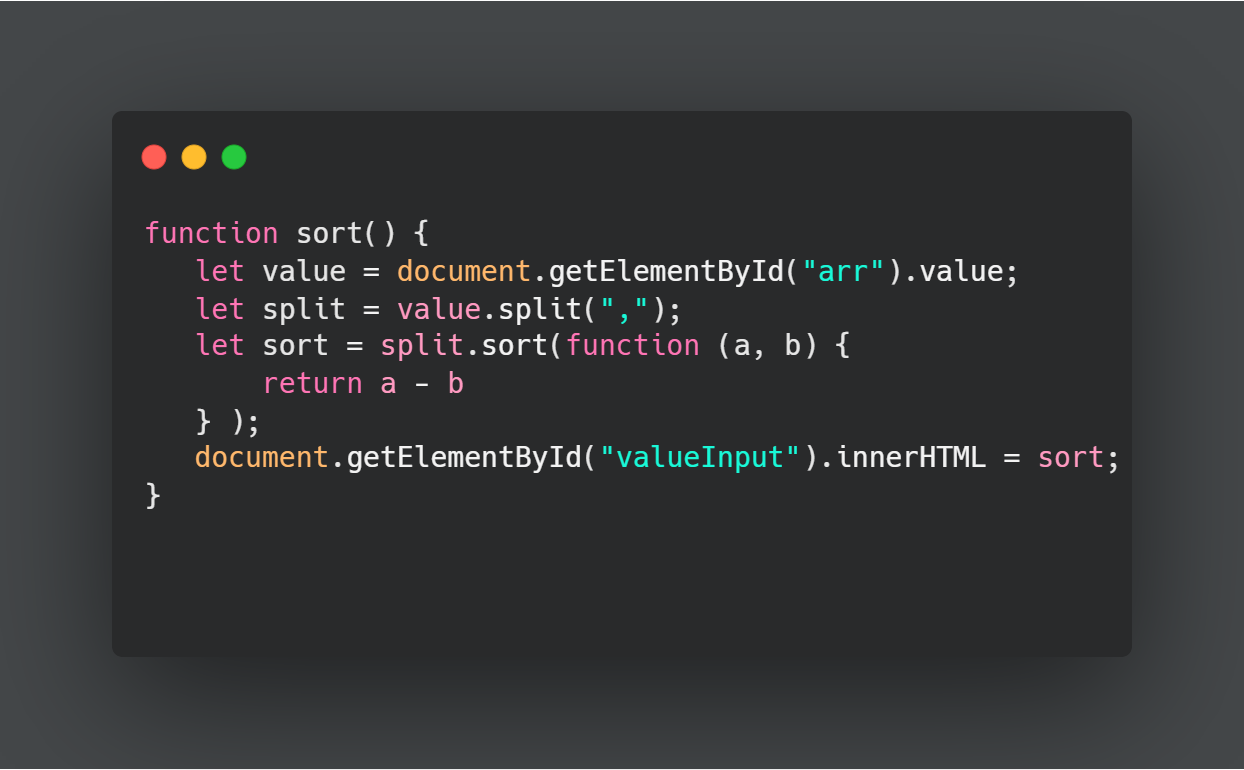 function sort() {
   let value = document.getElementById("arr").value;
   let split = value.split(",");
   let sort = split.sort(function (a, b) {
       return a - b
   } );
   document.getElementById("valueInput").innerHTML = sort;
}